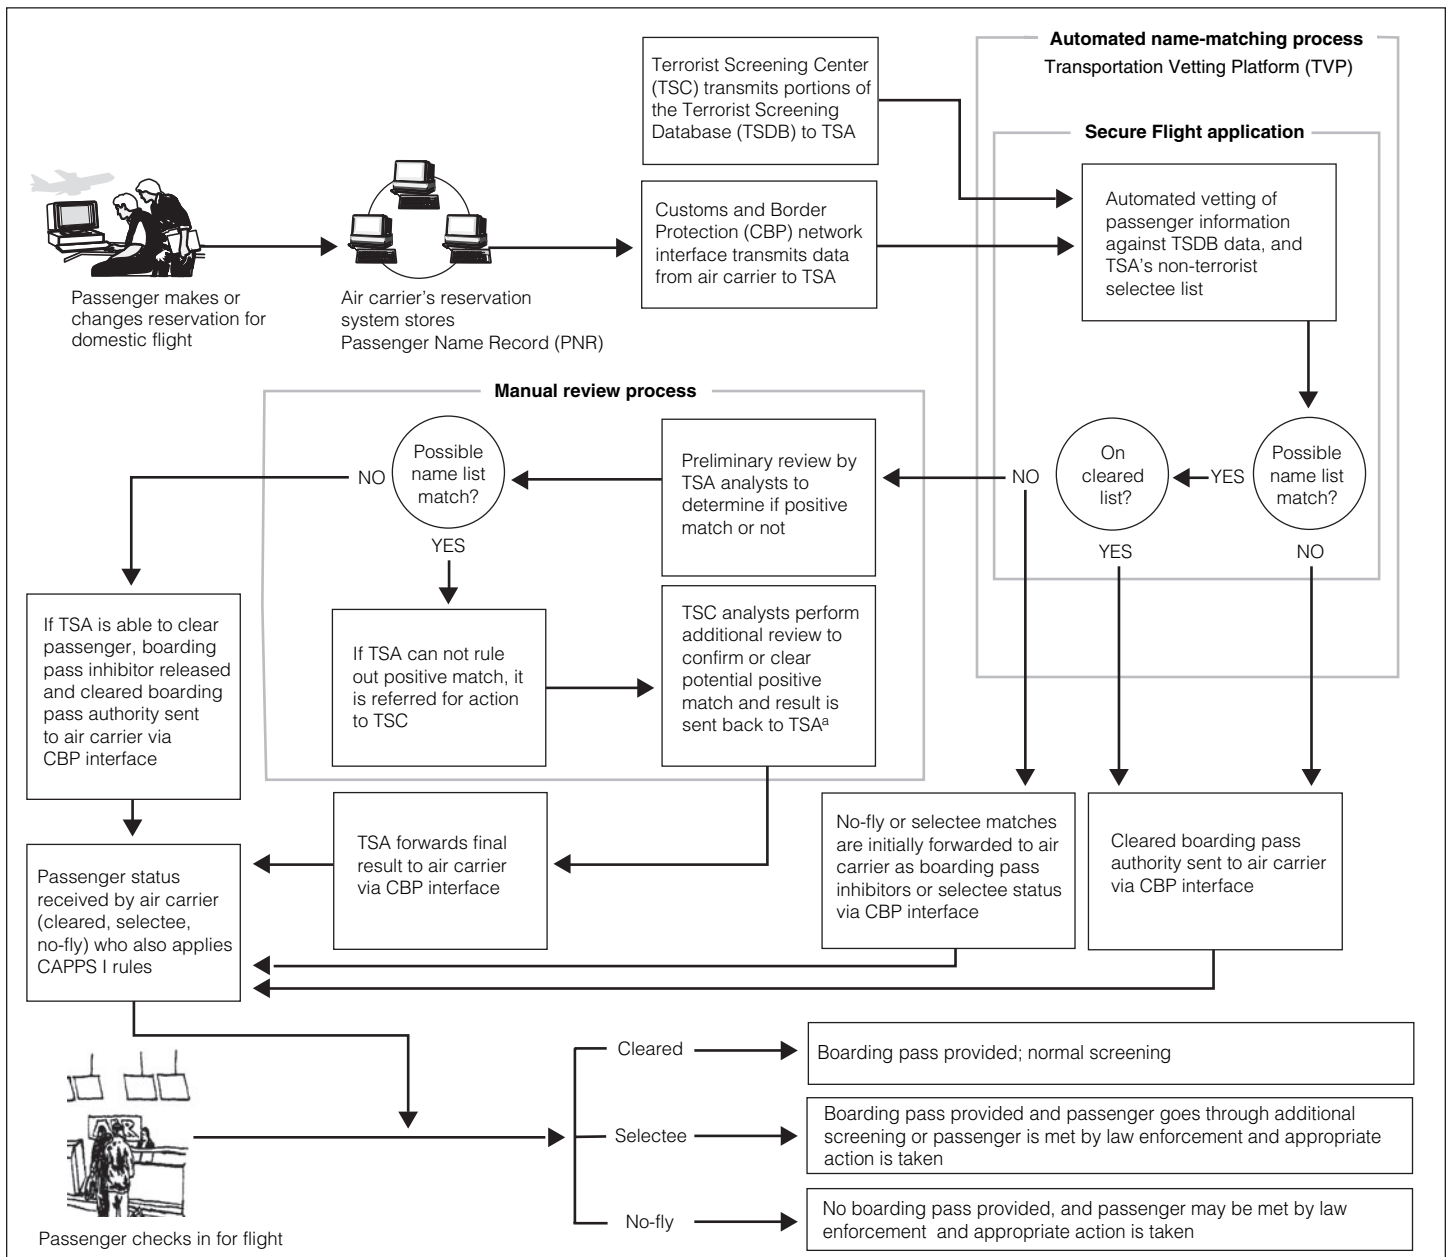 Automated name-matching process
Transportation Vetting Platform (TVP)
Terrorist Screening Center
(TSC) transmits portions of
the Terrorist Screening
Database (TSDB) to TSA
Secure Flight application
Customs and Border
Protection (CBP) network
interface transmits data
from air carrier to TSA
Automated vetting of
passenger information
against TSDB data, and
TSA's non-terrorist
selectee list
Passenger makes or
changes reservation for
domestic flight
Air carrier's reservation
system stores
Passenger Name Record (PNR)
Manual review process
Possible
name list
match?
NO
YES
Preliminary review by
TSA analysts to
determine if positive
match or not
NO
On
cleared
list?
YES
YES
Possible
name list
match?
NO
If TSA is able to clear
passenger, boarding
pass inhibitor released
and cleared boarding
pass authority sent
to air carrier via
CBP interface
If TSA can not rule
out positive match, it
is referred for action
to TSC
TSC analysts perform
additional review to
confirm or clear
potential positive
match and result is
sent back to TSAa
Passenger status
received by air carrier
(cleared, selectee,
no-fly) who also applies
CAPPS I rules
TSA forwards final
result to air carrier
via CBP interface
No-fly or selectee matches
are initially forwarded to air
carrier as boarding pass
inhibitors or selectee status
via CBP interface
Cleared boarding pass
authority sent to air carrier
via CBP interface
AIR
Passenger checks in for flight
Cleared
Boarding pass provided; normal screening
Selectee
Boarding pass provided and passenger goes through additional
screening or passenger is met by law enforcement and appropriate
action is taken
No-fly
No boarding pass provided, and passenger may be met by law
enforcement and appropriate action is taken